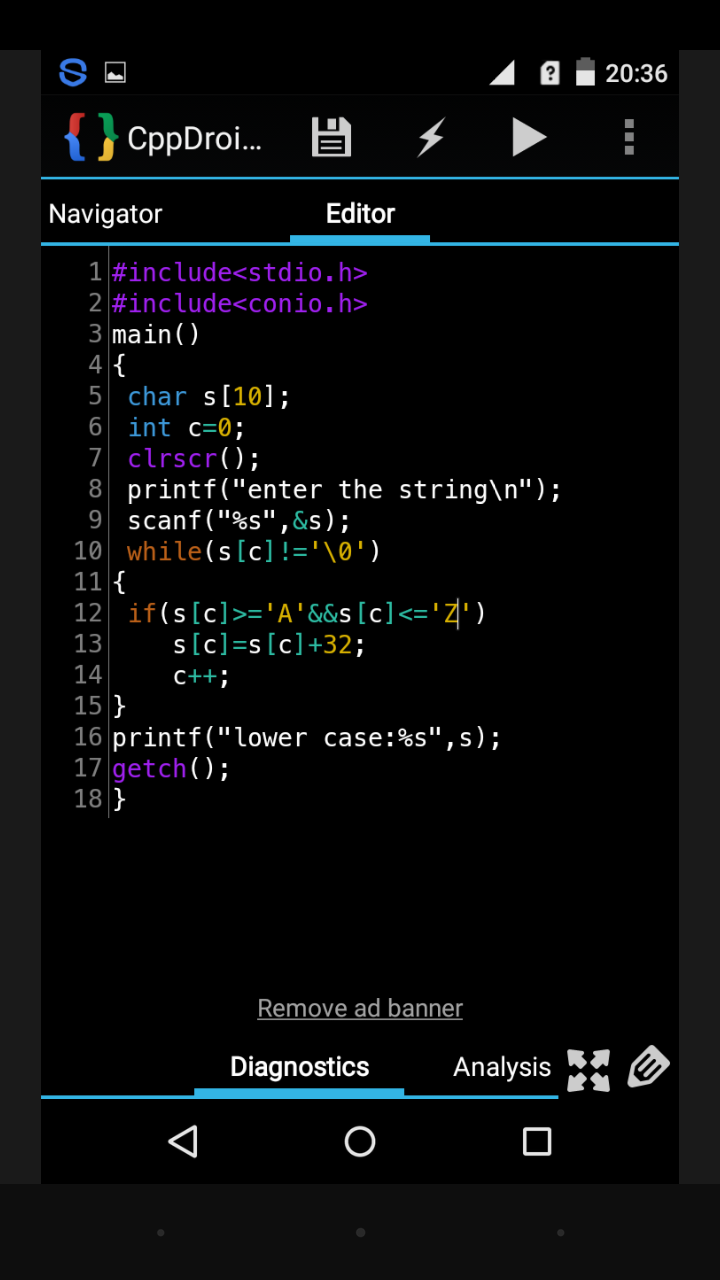 20:36
CppDroi...
Navigator
Editor
1 #include<stdio.h>
2 #include<conio.h>
3 main()
4 {
5  char s[10];
6  int c=0;
7  clrscr();
8  printf("enter the string\n");
9  scanf("%s",&s);
10  while(s[c]!='\0')
11 {
12  if(s[c]>='A'&&s[c]<='Z')
13     s[c]=s[c]+32;
14     c++;
15 }
16 printf("lower case:%s",s);
17 getch();
18 }
Remove ad banner
Diagnostics
Analysis